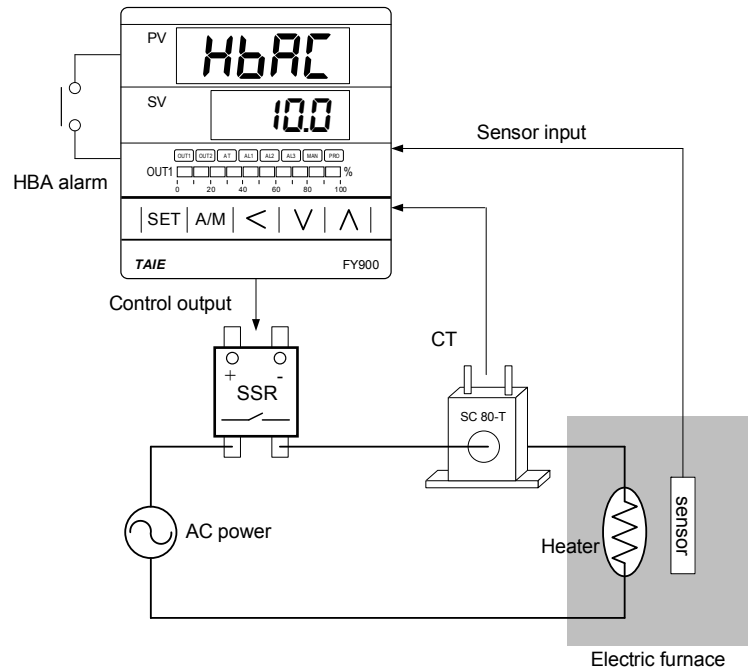 PV
HbAC
SV
10.0
OUT1 OUT2 AT AL1 AL2 AL3 MAN PRO
OUT1 %
0 20 40 60 80 100
SET A/M < ∨ ∧
TAIE FY900
HBA alarm
Sensor input
Control output
CT
+ -
SSR
SC 80-T
AC power
Heater
sensor
Electric furnace